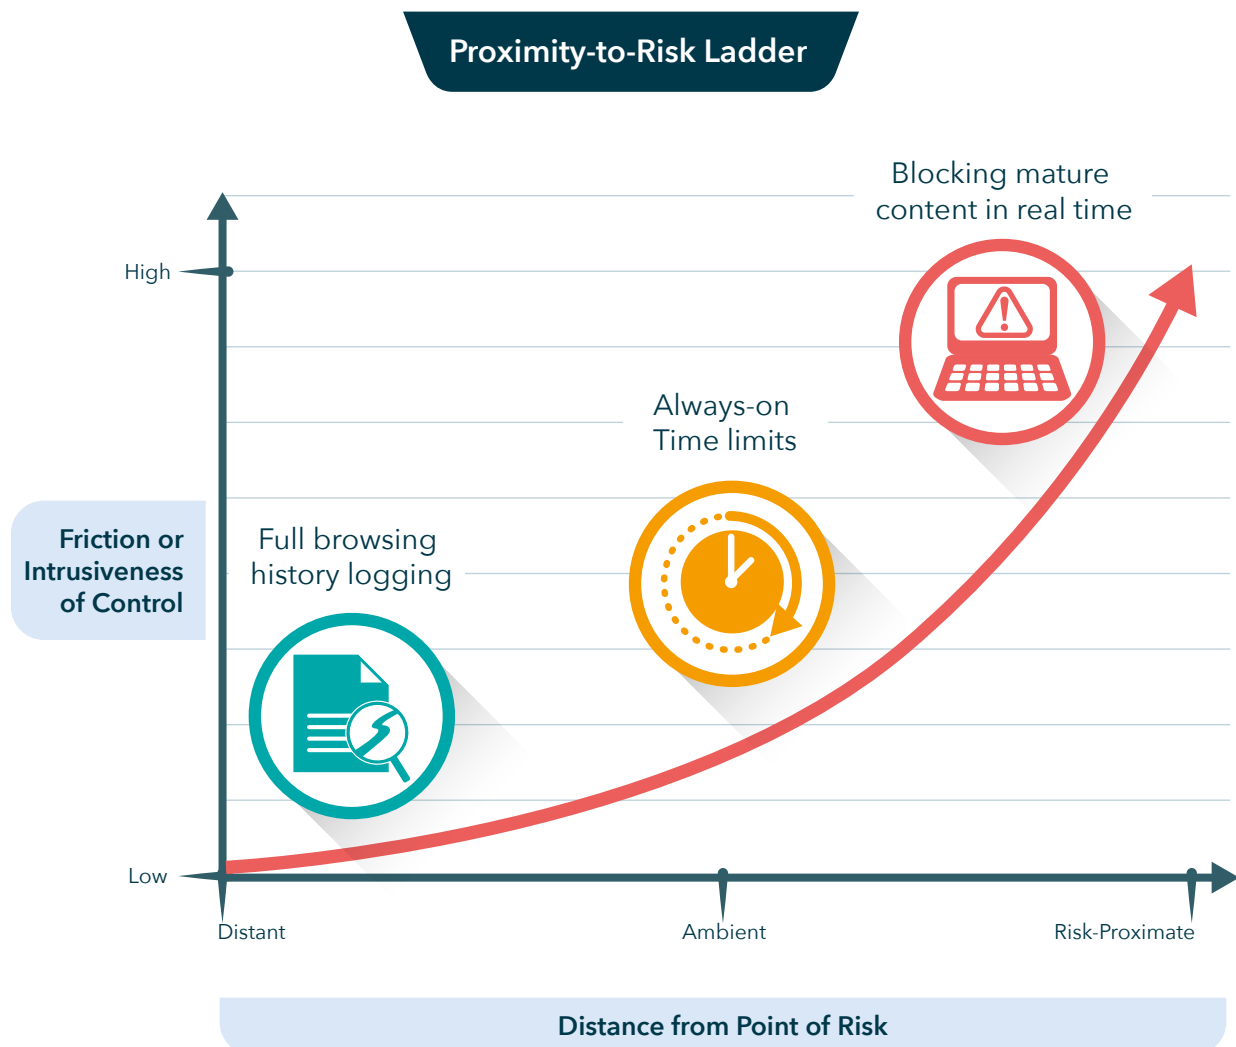 Proximity-to-Risk Ladder
Blocking mature
content in real time
High
Always-on
Time limits
Friction or
Intrusiveness
of Control
Full browsing
history logging
Low
Distant
Ambient
Risk-Proximate
Distance from Point of Risk